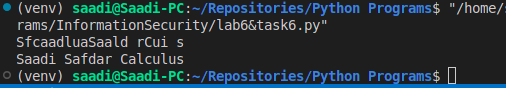 (venv) saadi@Saadi-PC:~/Repositories/Python Programs$ "/home/s
rams/InformationSecurity/lab6&task6.py"
SfcaadluaSaald rCui s
Saadi Safdar Calculus
(venv) saadi@Saadi-PC:~/Repositories/Python Programs$